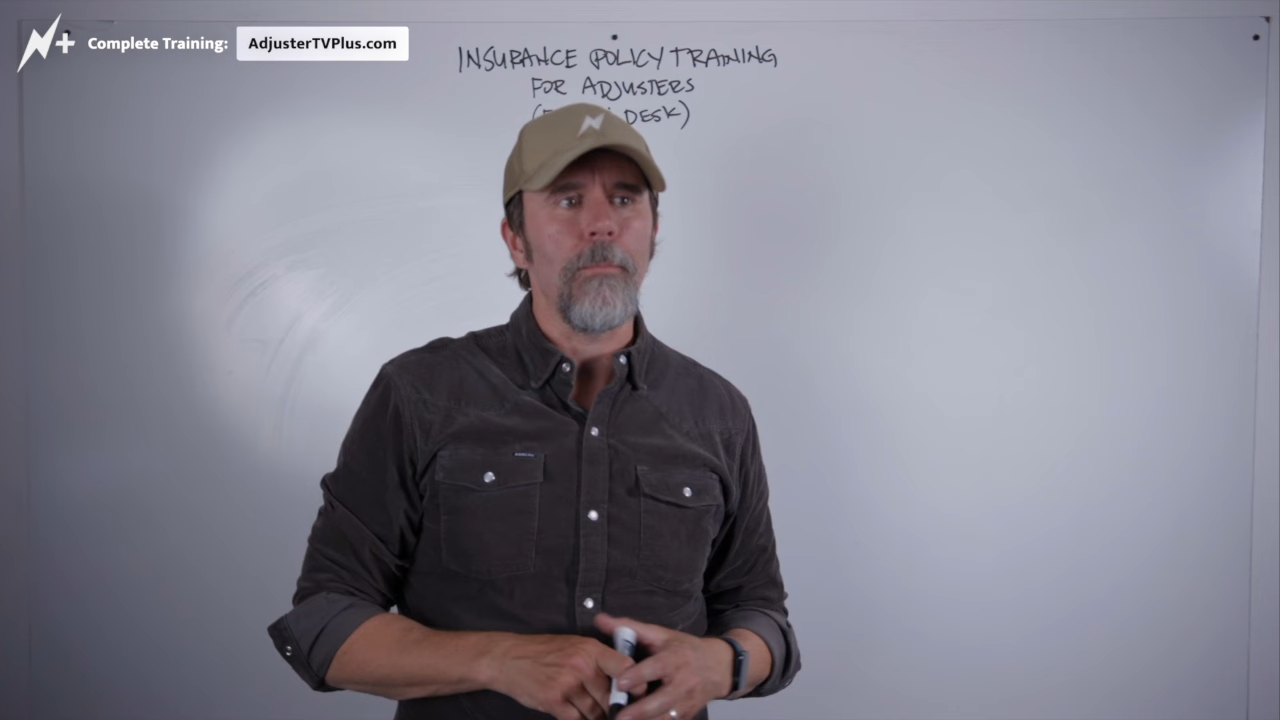 Complete Training: AdjusterTVPlus.com
INSURANCE POLICY TRAINING
FOR ADJUSTERS
DESK)